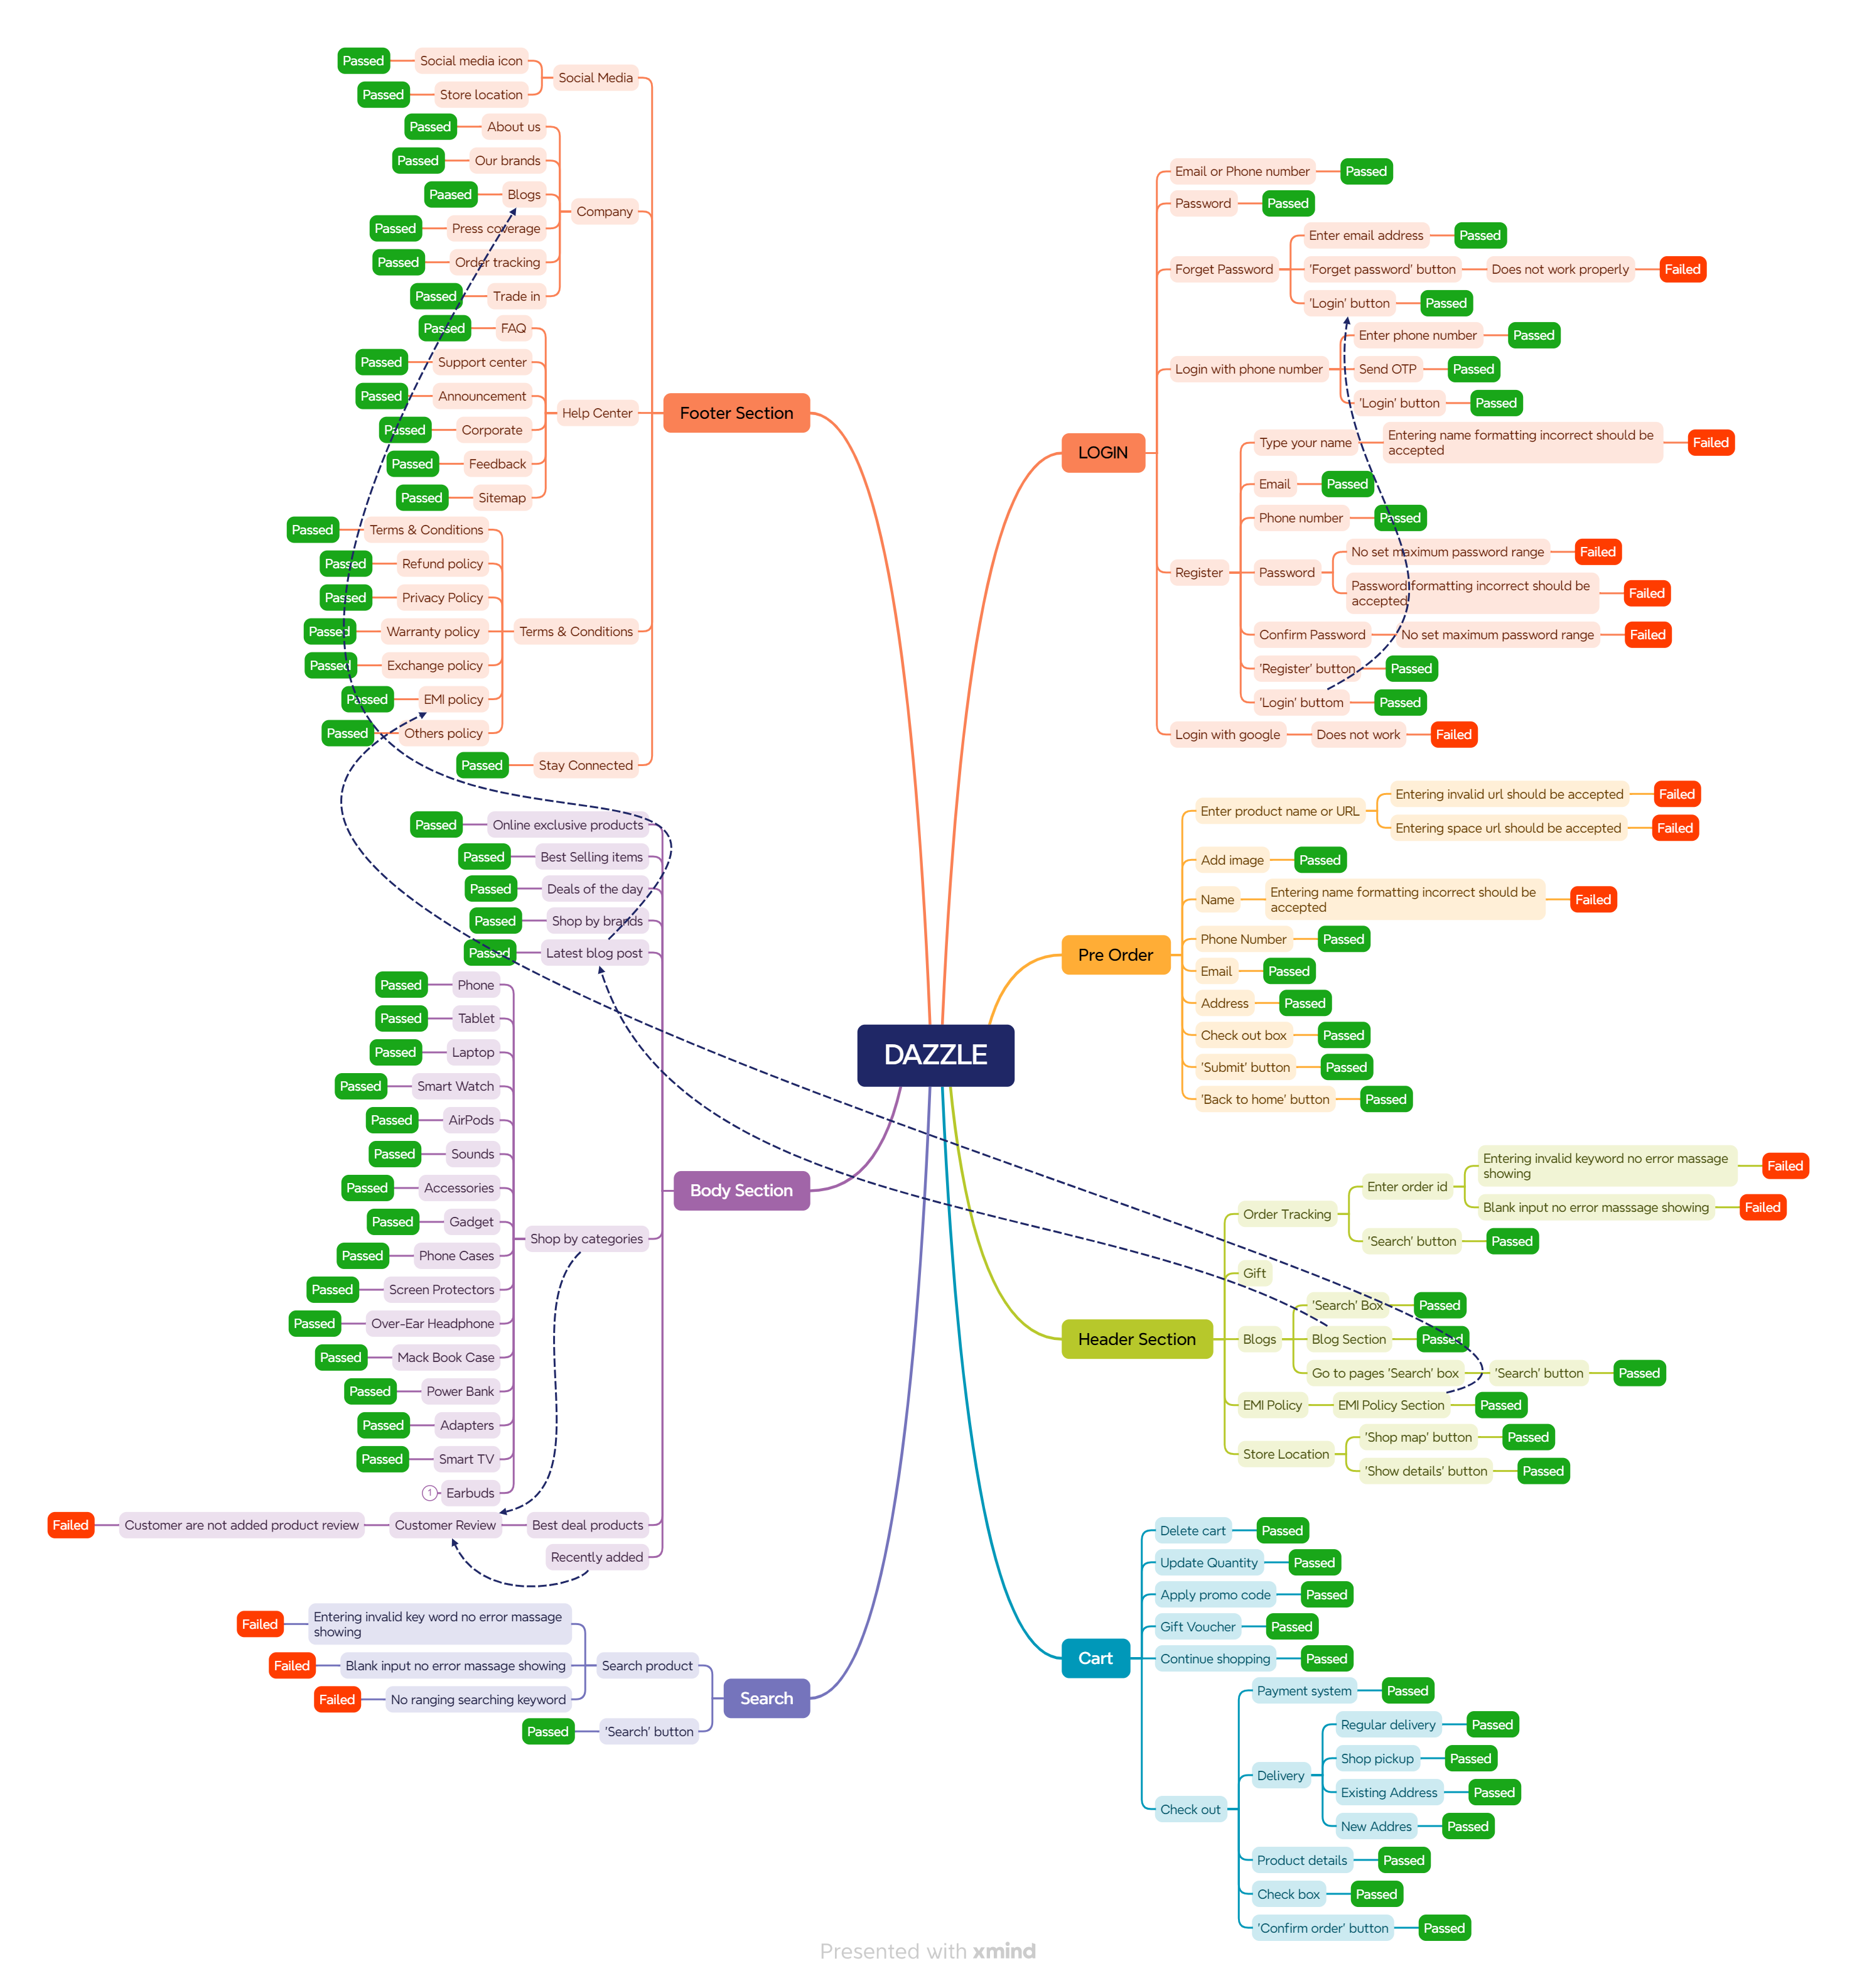 DAZZLE
LOGIN
Email or Phone number
Passed
Password
Passed
Forget Password
Enter email address
Passed
'Forget password' button
Does not work properly
Failed
'Login' button
Passed
Login with phone number
Enter phone number
Passed
Send OTP
Passed
'Login' button
Passed
Register
Type your name
Entering name formatting incorrect should be
accepted
Failed
Email
Passed
Phone number
Passed
Password
No set maximum password range
Failed
Password formatting incorrect should be
accepted
Failed
Confirm Password
No set maximum password range
Failed
'Register' button
Passed
'Login' buttom
Passed
Login with google
Does not work
Failed
Pre Order
Enter product name or URL
Entering invalid url should be accepted
Failed
Entering space url should be accepted
Failed
Add image
Passed
Name
Entering name formatting incorrect should be
accepted
Failed
Phone Number
Passed
Email
Passed
Address
Passed
Check out box
Passed
'Submit' button
Passed
'Back to home' button
Passed
Header Section
Order Tracking
Enter order id
Entering invalid keyword no error massage
showing
Failed
Blank input no error masssage showing
Failed
'Search' button
Passed
Gift
Blogs
'Search' Box
Passed
Blog Section
Passed
Go to pages 'Search' box
'Search' button
Passed
EMI Policy
EMI Policy Section
Passed
Store Location
'Shop map' button
Passed
'Show details' button
Passed
Cart
Delete cart
Passed
Update Quantity
Passed
Apply promo code
Passed
Gift Voucher
Passed
Continue shopping
Passed
Check out
Payment system
Passed
Delivery
Regular delivery
Passed
Shop pickup
Passed
Existing Address
Passed
New Addres
Passed
Product details
Passed
Check box
Passed
'Confirm order' button
Passed
Footer Section
Social Media
Social media icon
Passed
Store location
Passed
Company
About us
Passed
Our brands
Passed
Blogs
Paased
Press coverage
Passed
Order tracking
Passed
Trade in
Passed
Help Center
FAQ
Passed
Support center
Passed
Announcement
Passed
Corporate
Passed
Feedback
Passed
Sitemap
Passed
Terms & Conditions
Terms & Conditions
Passed
Refund policy
Passed
Privacy Policy
Passed
Warranty policy
Passed
Exchange policy
Passed
EMI policy
Passed
Others policy
Passed
Stay Connected
Passed
Body Section
Online exclusive products
Passed
Best Selling items
Passed
Deals of the day
Passed
Shop by brands
Passed
Latest blog post
Passed
Shop by categories
Phone
Passed
Tablet
Passed
Laptop
Passed
Smart Watch
Passed
AirPods
Passed
Sounds
Passed
Accessories
Passed
Gadget
Passed
Phone Cases
Passed
Screen Protectors
Passed
Over-Ear Headphone
Passed
Mack Book Case
Passed
Power Bank
Passed
Adapters
Passed
Smart TV
Passed
Earbuds
1
Best deal products
Customer Review
Customer are not added product review
Failed
Recently added
Search
Search product
Entering invalid key word no error massage
showing
Failed
Blank input no error massage showing
Failed
No ranging searching keyword
Failed
'Search' button
Passed
Presented with xmind